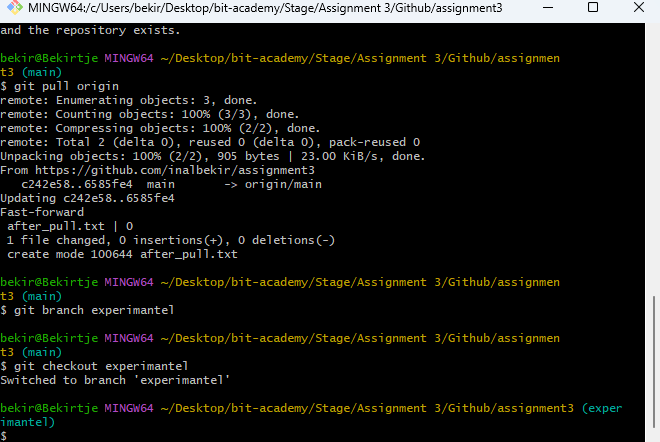 MINGW64:/c/Users/bekir/Desktop/bit-academy/Stage/Assignment 3/Github/assignment3
and the repository exists.
bekir@Bekirtje MINGW64 ~/Desktop/bit-academy/Stage/Assignment 3/Github/assignmen
t3 (main)
$ git pull origin
remote: Enumerating objects: 3, done.
remote: Counting objects: 100% (3/3), done.
remote: Compressing objects: 100% (2/2), done.
remote: Total 2 (delta 0), reused 0 (delta 0), pack-reused 0
Unpacking objects: 100% (2/2), 905 bytes | 23.00 KiB/s, done.
From https://github.com/inalbekir/assignment3
   c242e58..6585fe4  main       -> origin/main
Updating c242e58..6585fe4
Fast-forward
 after_pull.txt | 0
 1 file changed, 0 insertions(+), 0 deletions(-)
 create mode 100644 after_pull.txt
bekir@Bekirtje MINGW64 ~/Desktop/bit-academy/Stage/Assignment 3/Github/assignmen
t3 (main)
$ git branch experimantel
bekir@Bekirtje MINGW64 ~/Desktop/bit-academy/Stage/Assignment 3/Github/assignmen
t3 (main)
$ git checkout experimantel
Switched to branch 'experimantel'
bekir@Bekirtje MINGW64 ~/Desktop/bit-academy/Stage/Assignment 3/Github/assignment3 (exper
imantel)
$